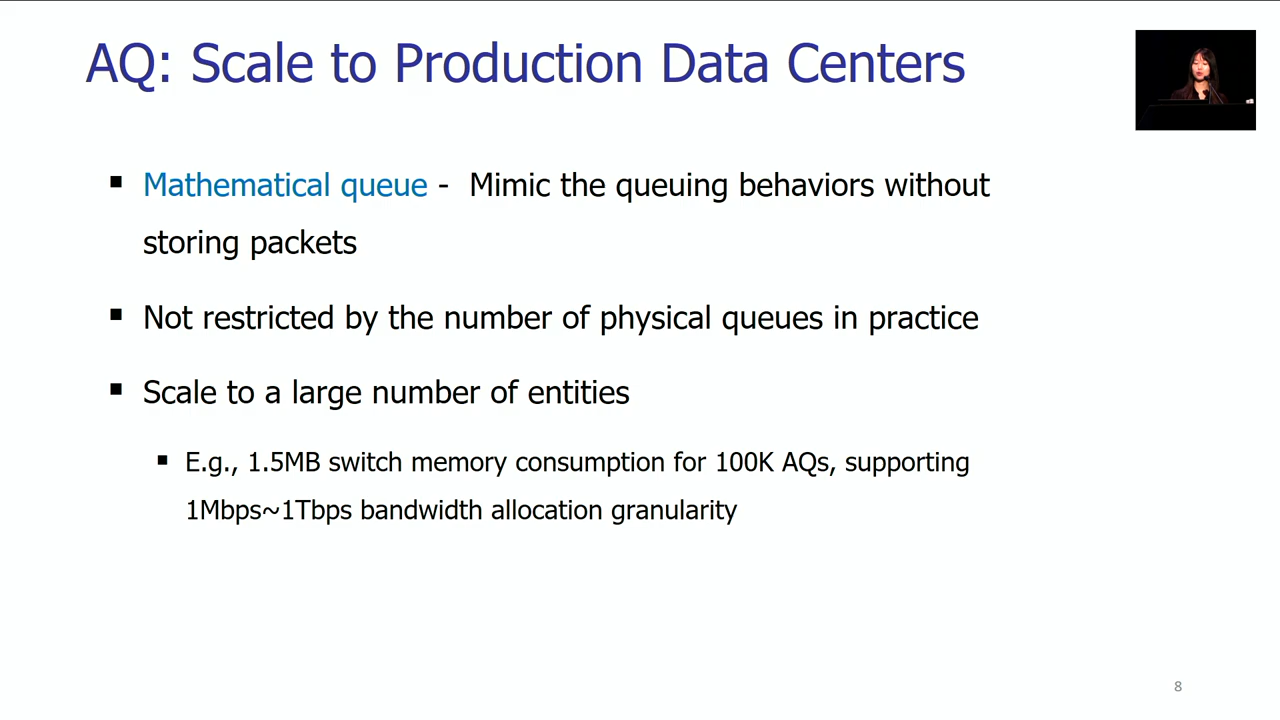 AQ: Scale to Production Data Centers
Mathematical queue - Mimic the queuing behaviors without
storing packets
Not restricted by the number of physical queues in practice
Scale to a large number of entities
E.g., 1.5MB switch memory consumption for 100K AQs, supporting
1Mbps~1Tbps bandwidth allocation granularity
8